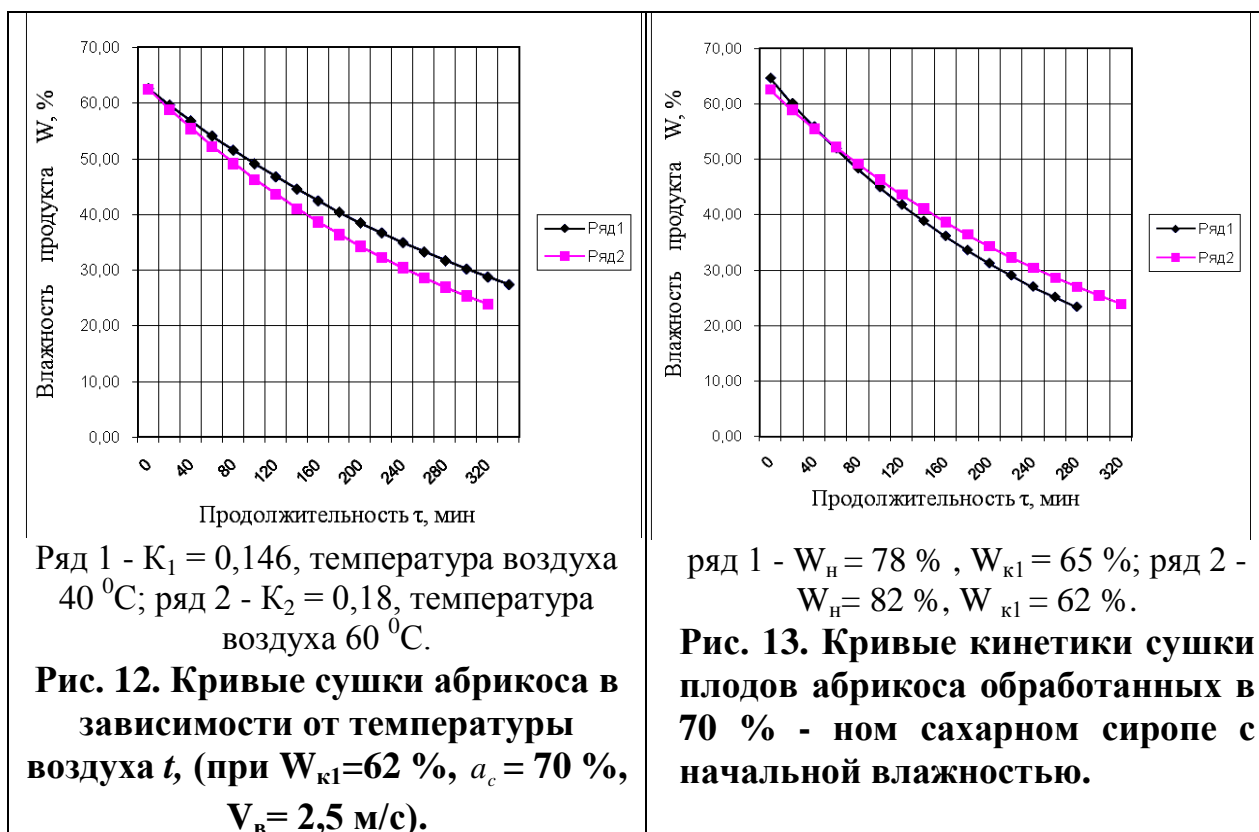 70,00
60,00
50,00
40,00
30,00
20,00
10,00
0,00
Влажность продукта W, %
0 40 80 120 160 200 240 280 320
Продолжительность τ, мин
Ряд1
Ряд2
Ряд 1 - К₁ = 0,146, температура воздуха
40 ⁰С; ряд 2 - К₂ = 0,18, температура
воздуха 60 ⁰С.
Рис. 12. Кривые сушки абрикоса в
зависимости от температуры
воздуха t, (при Wк1=62 %, aс = 70 %,
Vв= 2,5 м/с).
70,00
60,00
50,00
40,00
30,00
20,00
10,00
0,00
Влажность продукта W, %
0 40 80 120 160 200 240 280 320
Продолжительность τ, мин
Ряд1
Ряд2
ряд 1 - Wн = 78 % , Wк1 = 65 %; ряд 2 -
Wн= 82 %, W к1 = 62 %.
Рис. 13. Кривые кинетики сушки
плодов абрикоса обработанных в
70 % - ном сахарном сиропе с
начальной влажностью.